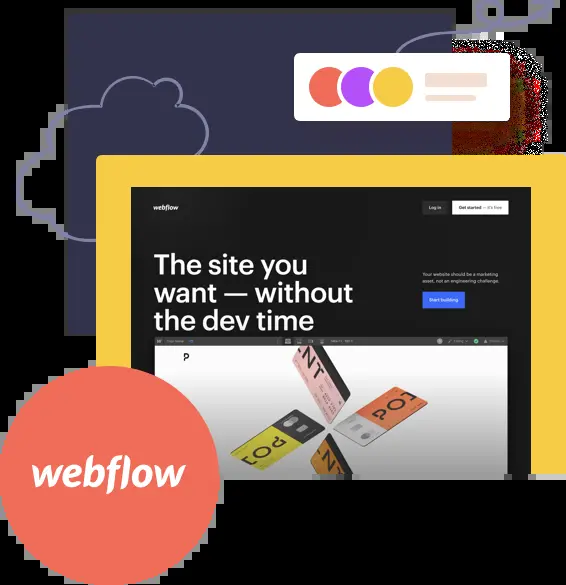 webflow
Log in
Get started — it's free
The site you
want — without
the dev time
Your website should be a marketing
asset, not an engineering challenge.
Start building
webflow